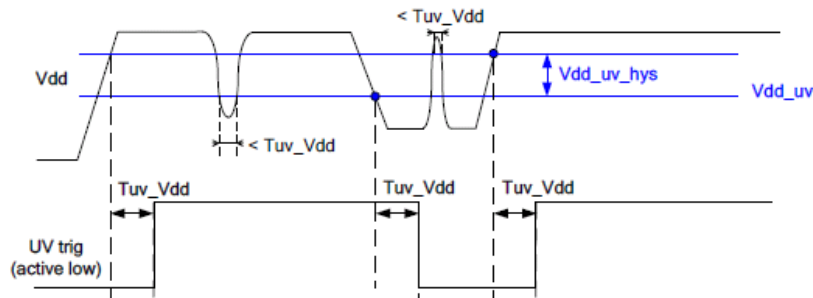 < Tuv_Vdd
Vdd
Vdd_uv_hys
Vdd_uv
< Tuv_Vdd
Tuv_Vdd
Tuv_Vdd
Tuv_Vdd
UV trig
(active low)